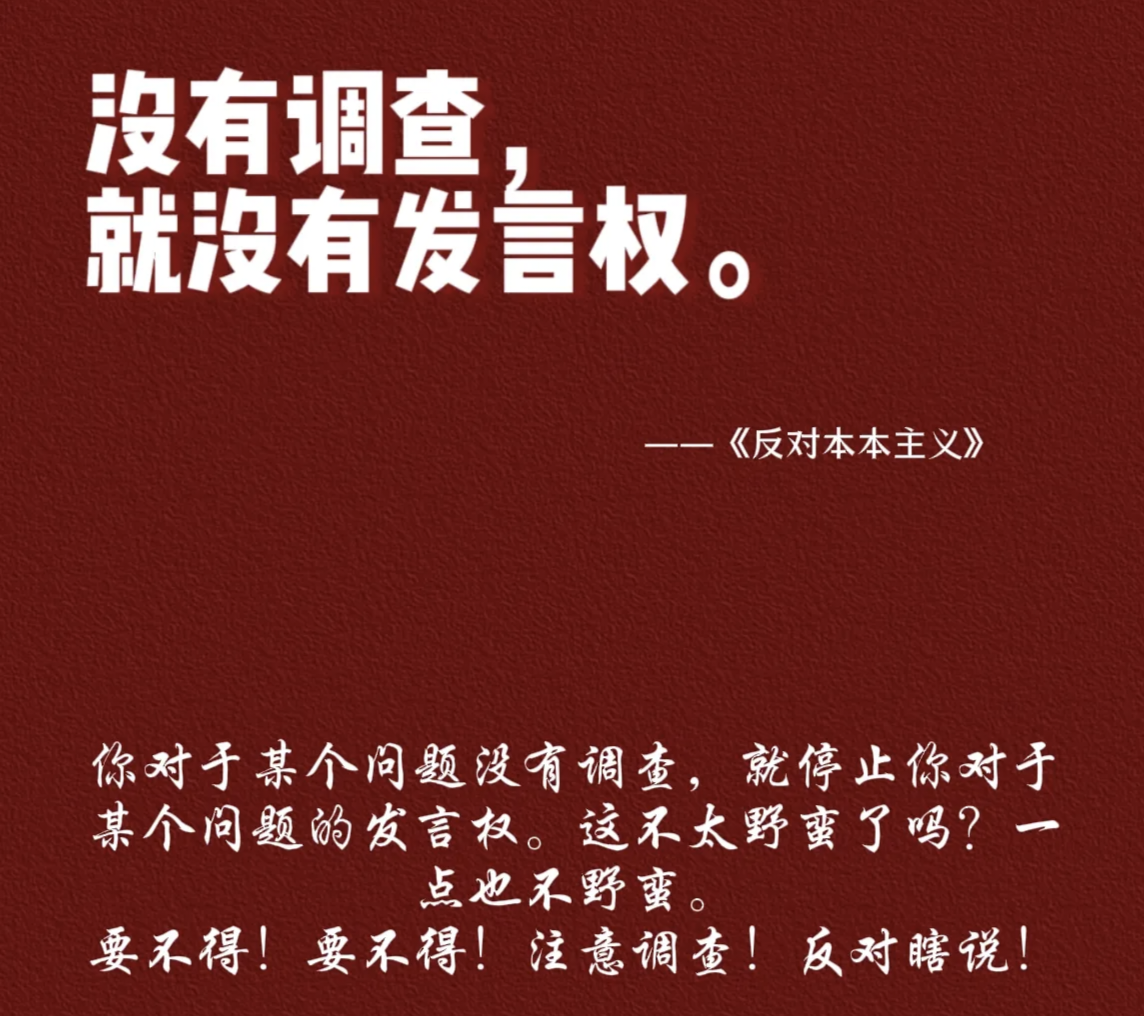 没有调查，
就没有发言权。
——《反对本本主义》
你对于某个问题没有调查，就停止你对于
某个问题的发言权。这不太野蛮了吗？一
点也不野蛮。
要不得！要不得！注意调查！反对瞎说！